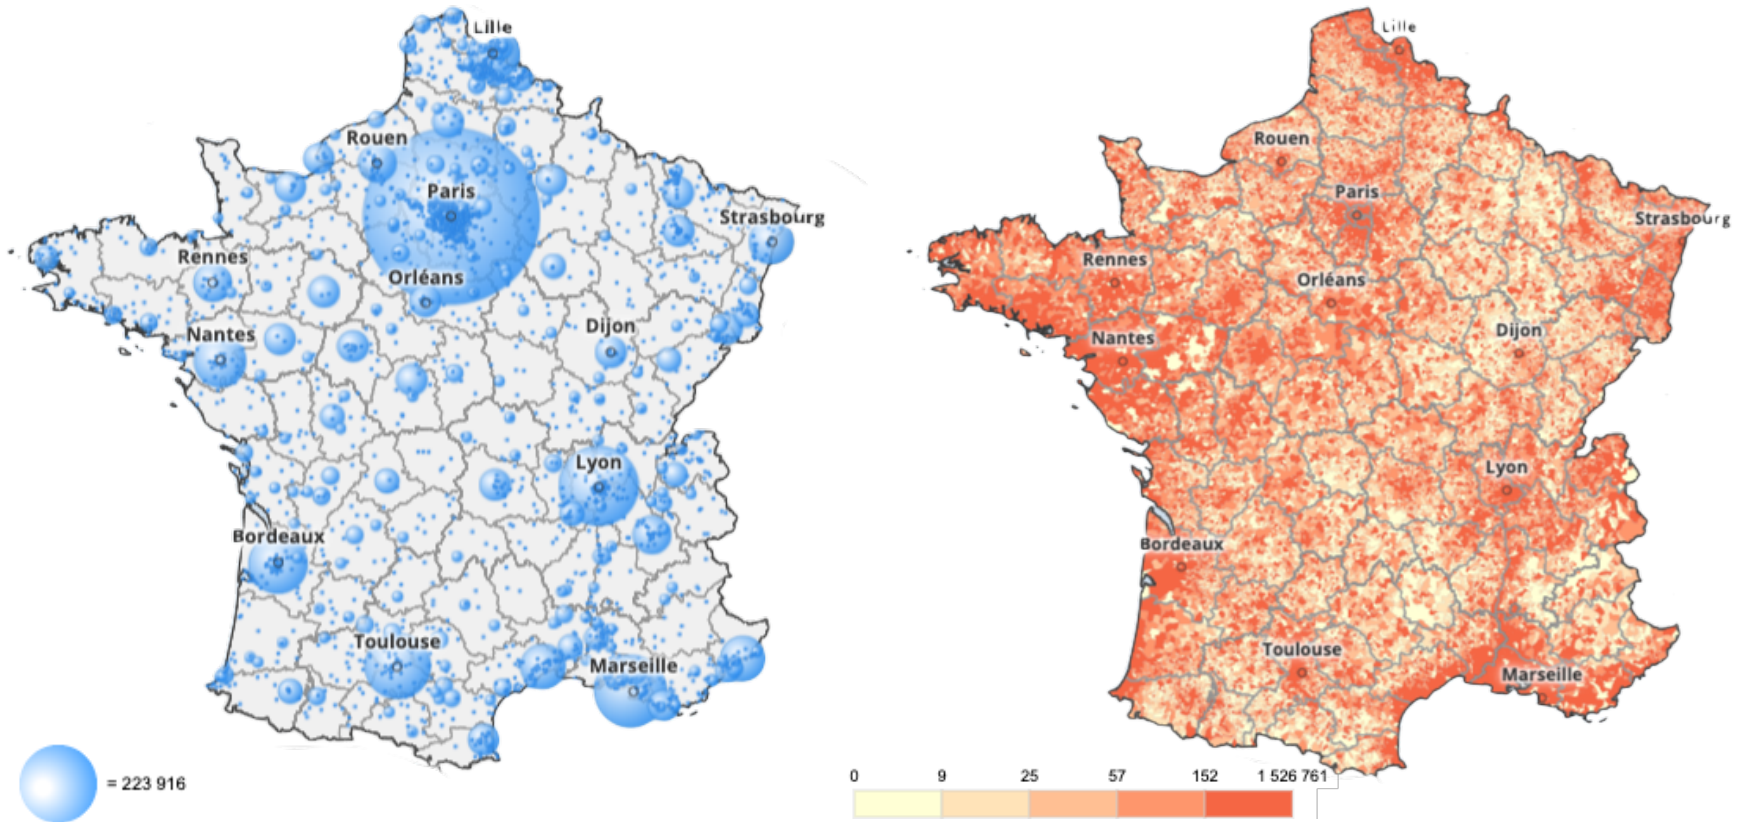 Lille
Rouen
Paris
Strasbourg
Rennes
Orléans
Nantes
Dijon
Lyon
Bordeaux
Toulouse
Marseille
= 223 916
Lille
Rouen
Paris
Strasbourg
Rennes
Orléans
Nantes
Dijon
Lyon
Bordeaux
Toulouse
Marseille
0 9 25 57 152 1 526 761